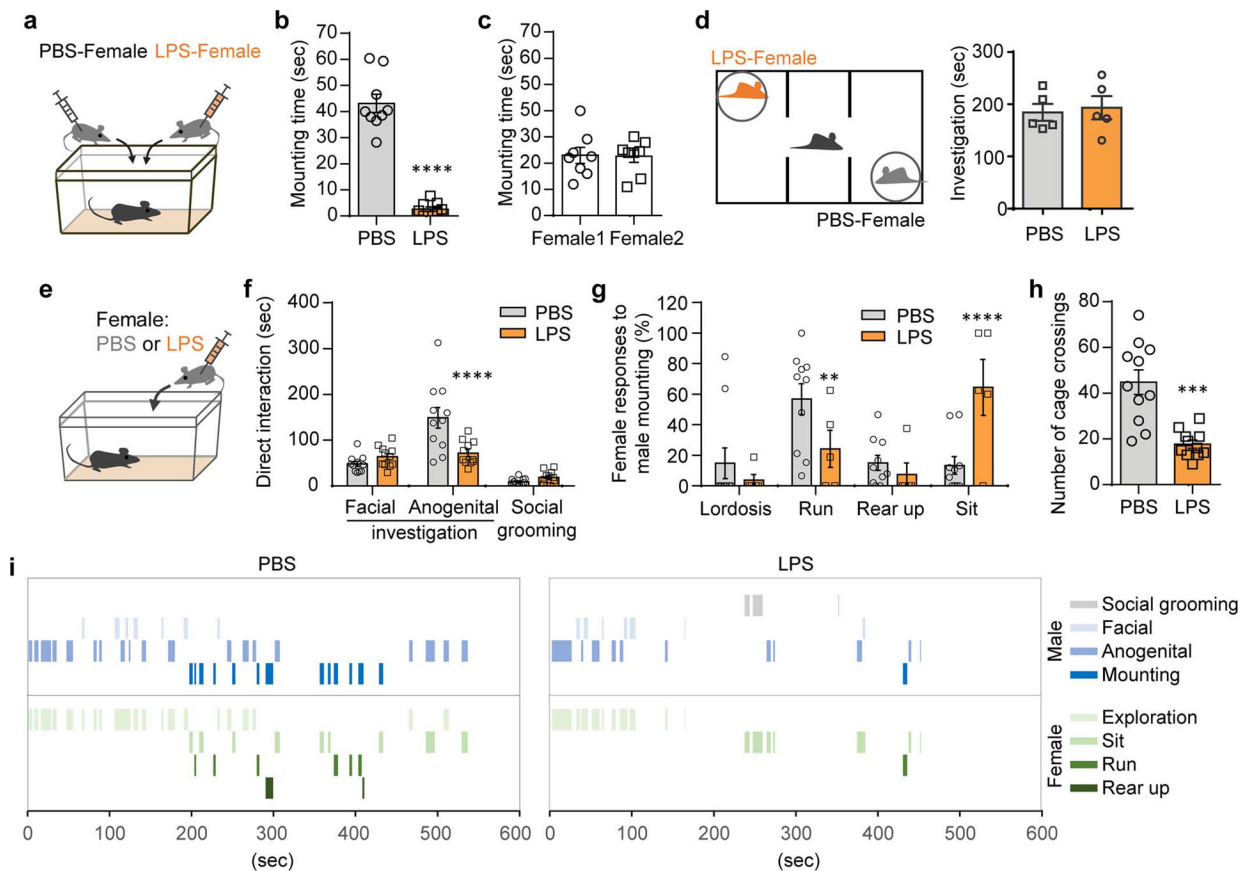 a
PBS-Female LPS-Female
b
Mounting time (sec)
70
60
50
40
30
20
10
0
****
PBS LPS
c
Mounting time (sec)
70
60
50
40
30
20
10
0
Female1 Female2
d
LPS-Female
PBS-Female
Investigation (sec)
300
200
100
0
PBS LPS
e
Female:
PBS or LPS
f
Direct interaction (sec)
400
300
200
100
0
PBS
LPS
****
Facial Anogenital Social
investigation grooming
g
Female responses to
male mounting (%)
120
100
80
60
40
20
0
PBS
LPS
**
****
Lordosis Run Rear up Sit
h
Number of cage crossings
80
60
40
20
0
***
PBS LPS
i
PBS LPS
Male
Social grooming
Facial
Anogenital
Mounting
Female
Exploration
Sit
Run
Rear up
0 100 200 300 400 500 600
(sec)
0 100 200 300 400 500 600
(sec)